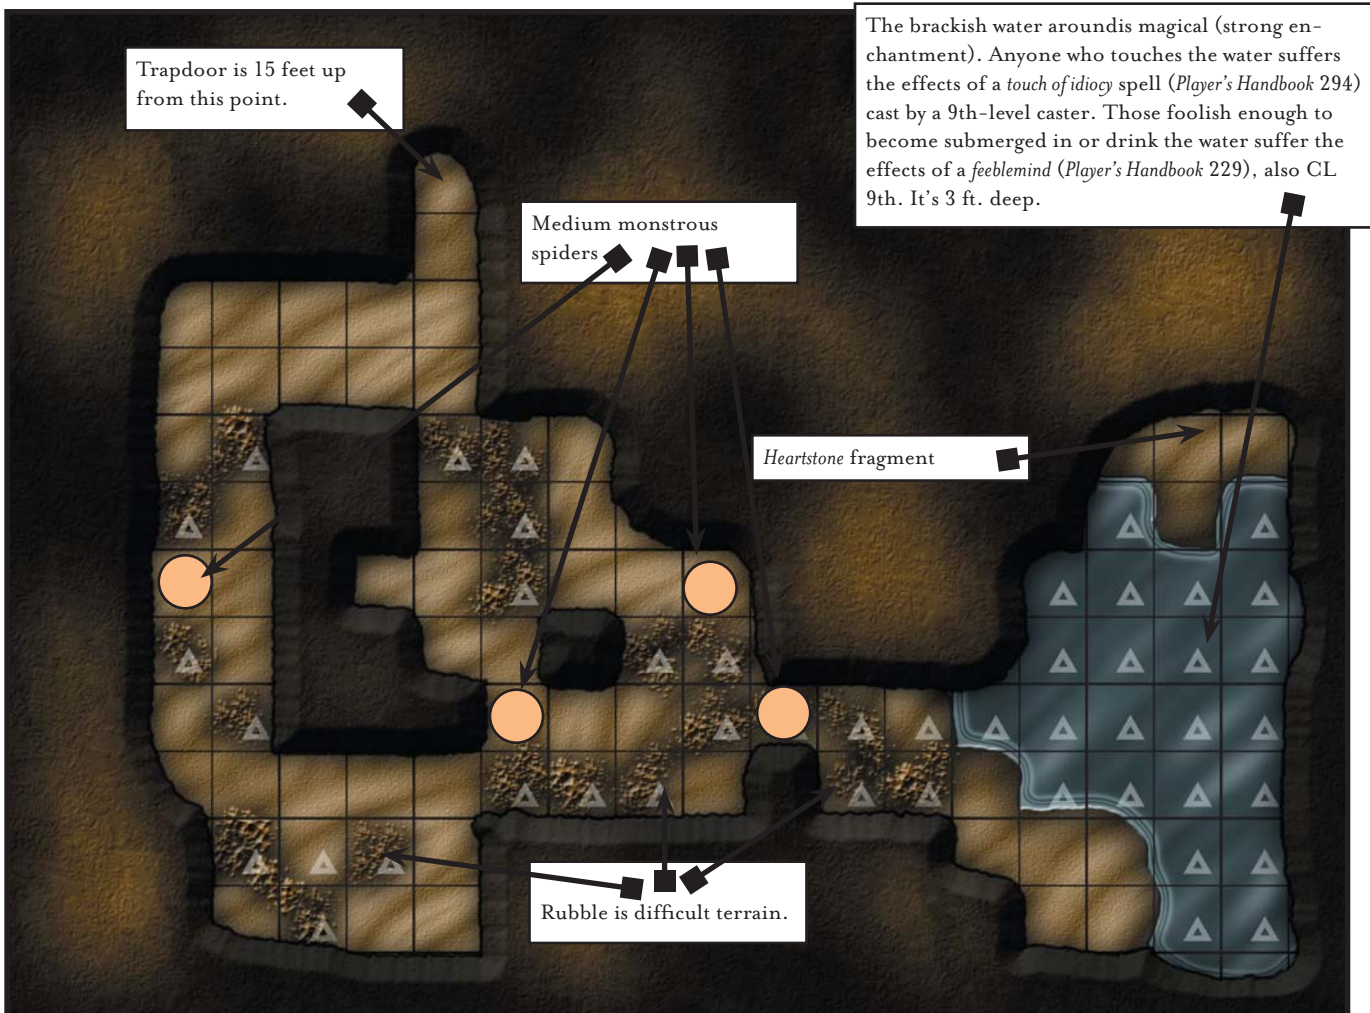 The brackish water aroundis magical (strong en-
chantment). Anyone who touches the water suffers
the effects of a touch of idiocy spell (Player's Handbook 294)
cast by a 9th-level caster. Those foolish enough to
become submerged in or drink the water suffer the
effects of a feeblemind (Player's Handbook 229), also CL
9th. It's 3 ft. deep.
Trapdoor is 15 feet up
from this point.
Medium monstrous
spiders
Heartstone fragment
Rubble is difficult terrain.